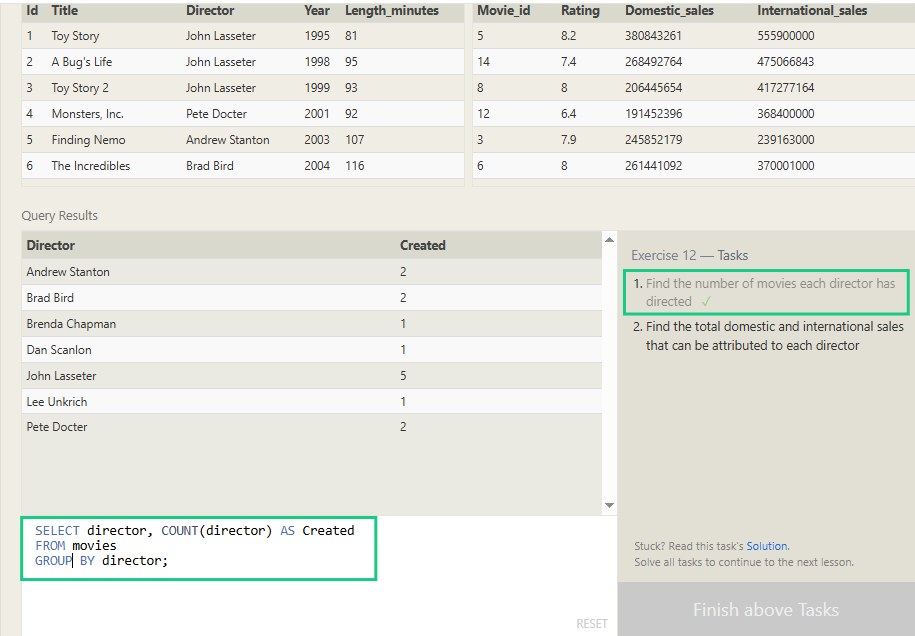 Id Title Director Year Length_minutes
1 Toy Story John Lasseter 1995 81
2 A Bug's Life John Lasseter 1998 95
3 Toy Story 2 John Lasseter 1999 93
4 Monsters, Inc. Pete Docter 2001 92
5 Finding Nemo Andrew Stanton 2003 107
6 The Incredibles Brad Bird 2004 116
Movie_id Rating Domestic_sales International_sales
5 8.2 380843261 555900000
14 7.4 268492764 475066843
8 8 206445654 417277164
12 6.4 191452396 368400000
3 7.9 245852179 239163000
6 8 261441092 370001000
Query Results
Director Created
Andrew Stanton 2
Brad Bird 2
Brenda Chapman 1
Dan Scanlon 1
John Lasseter 5
Lee Unkrich 1
Pete Docter 2
SELECT director, COUNT(director) AS Created
FROM movies
GROUP BY director;
RESET
Exercise 12 — Tasks
1. Find the number of movies each director has
directed ✓
2. Find the total domestic and international sales
that can be attributed to each director
Stuck? Read this task's Solution.
Solve all tasks to continue to the next lesson.
Finish above Tasks